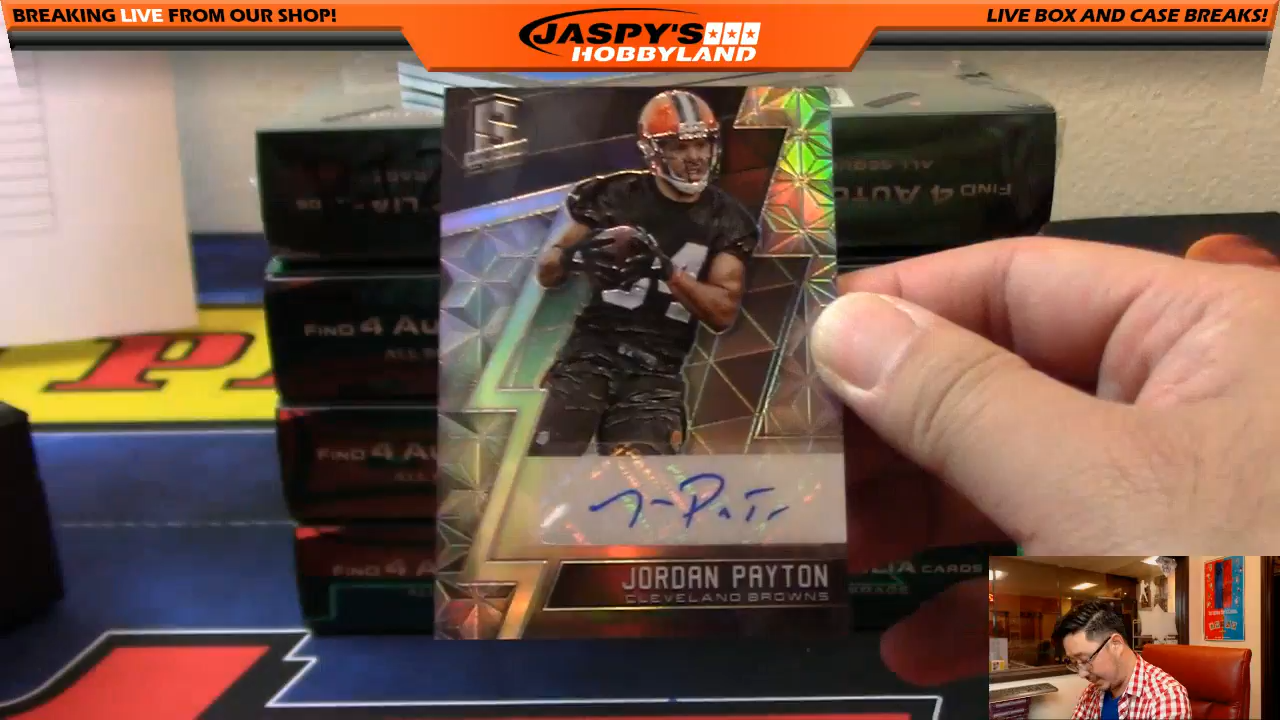 BREAKING LIVE FROM OUR SHOP!
JASPY'S
HOBBYLAND
LIVE BOX AND CASE BREAKS!
S
FIND 4 AUTO
FIND 4 AU
FIND 4 AU
FIND 4 A
CARDS
JORDAN PAYTON
CLEVELAND BROWNS